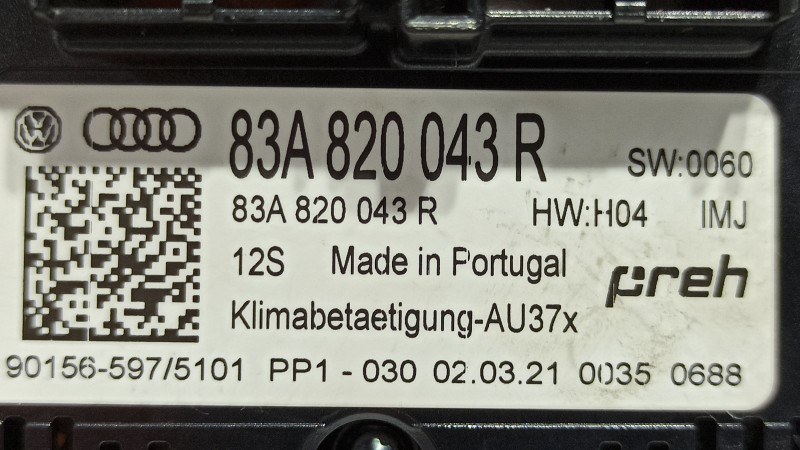 83A 820 043 R SW:0060
83A 820 043 R HW:H04 IMJ
12S Made in Portugal preh
Klimabetaetigung-AU37x
90156-597/5101 PP1 - 030 02.03.21 0035 0688